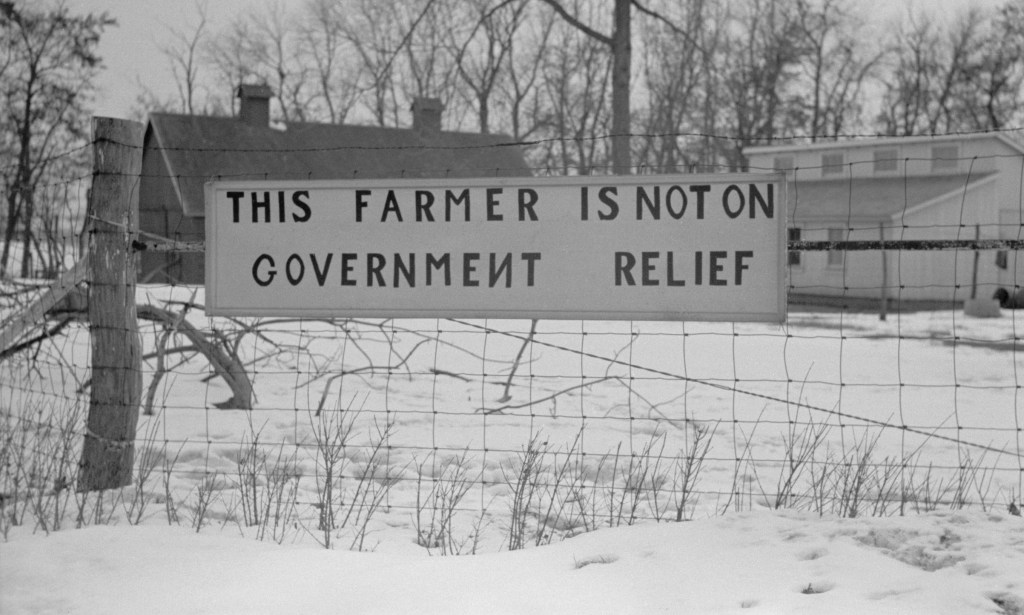 THIS FARMER IS NOT ON
GOVERNMENT RELIEF